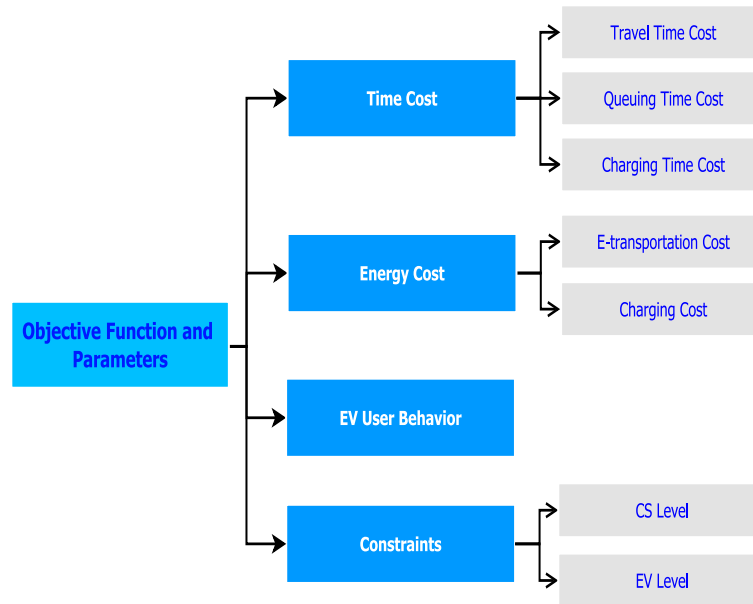 Objective Function and
Parameters
Time Cost
Travel Time Cost
Queuing Time Cost
Charging Time Cost
Energy Cost
E-transportation Cost
Charging Cost
EV User Behavior
Constraints
CS Level
EV Level